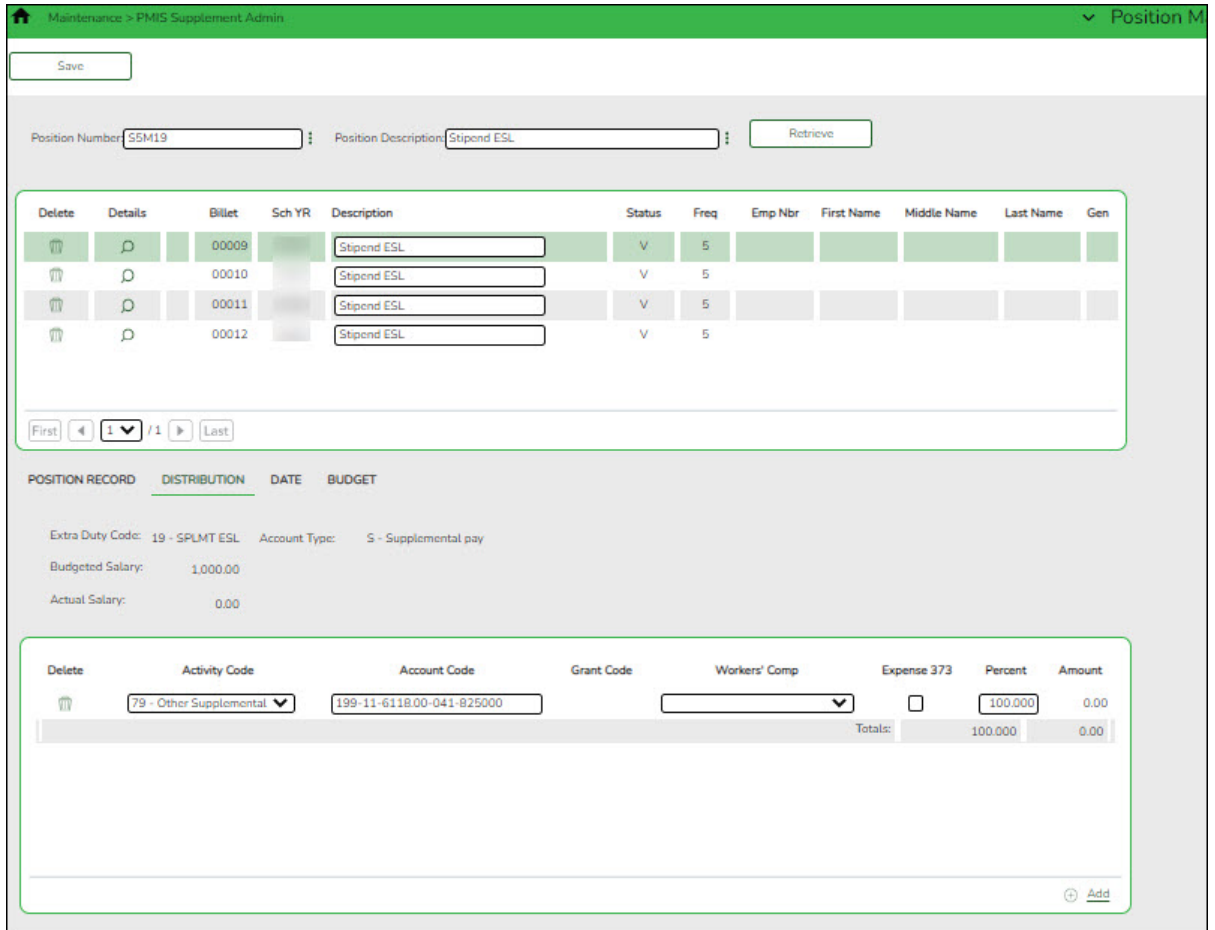 Maintenance > PMIS Supplement Admin Position Ma
Save
Position Number: S5M19 Position Description: Stipend ESL Retrieve
Delete Details Billet Sch YR Description Status Freq Emp Nbr First Name Middle Name Last Name Gen
00009 Stipend ESL V 5
00010 Stipend ESL V 5
00011 Stipend ESL V 5
00012 Stipend ESL V 5
First 1 / 1 Last
POSITION RECORD DISTRIBUTION DATE BUDGET
Extra Duty Code: 19 - SPLMT ESL Account Type: S - Supplemental pay
Budgeted Salary: 1,000.00
Actual Salary: 0.00
Delete Activity Code Account Code Grant Code Workers' Comp Expense 373 Percent Amount
79 - Other Supplemental 199-11-6118.00-041-825000 100.000 0.00
Totals: 100.000 0.00
Add